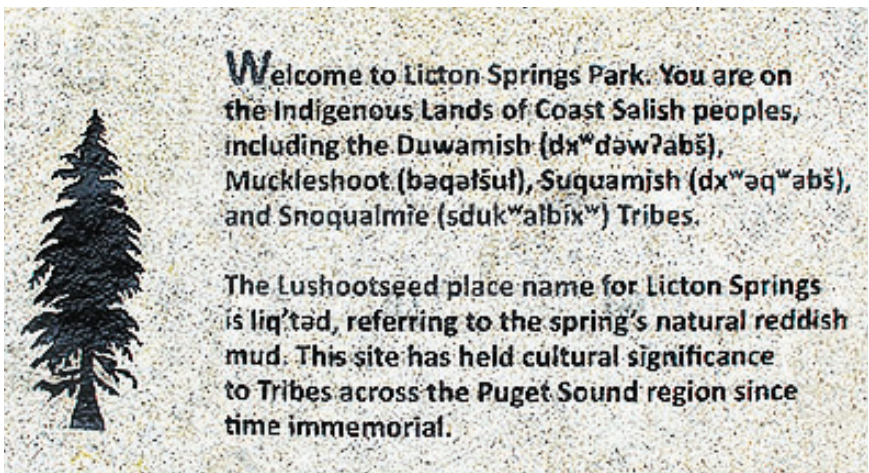 Welcome to Licton Springs Park. You are on
the Indigenous Lands of Coast Salish peoples,
including the Duwamish (dxʷdəwʔabš),
Muckleshoot (bəqəłšuł), Suquamish (dxʷəqʷabš),
and Snoqualmie (sdukʷalbixʷ) Tribes.
The Lushootseed place name for Licton Springs
is liq’təd, referring to the spring’s natural reddish
mud. This site has held cultural significance
to Tribes across the Puget Sound region since
time immemorial.